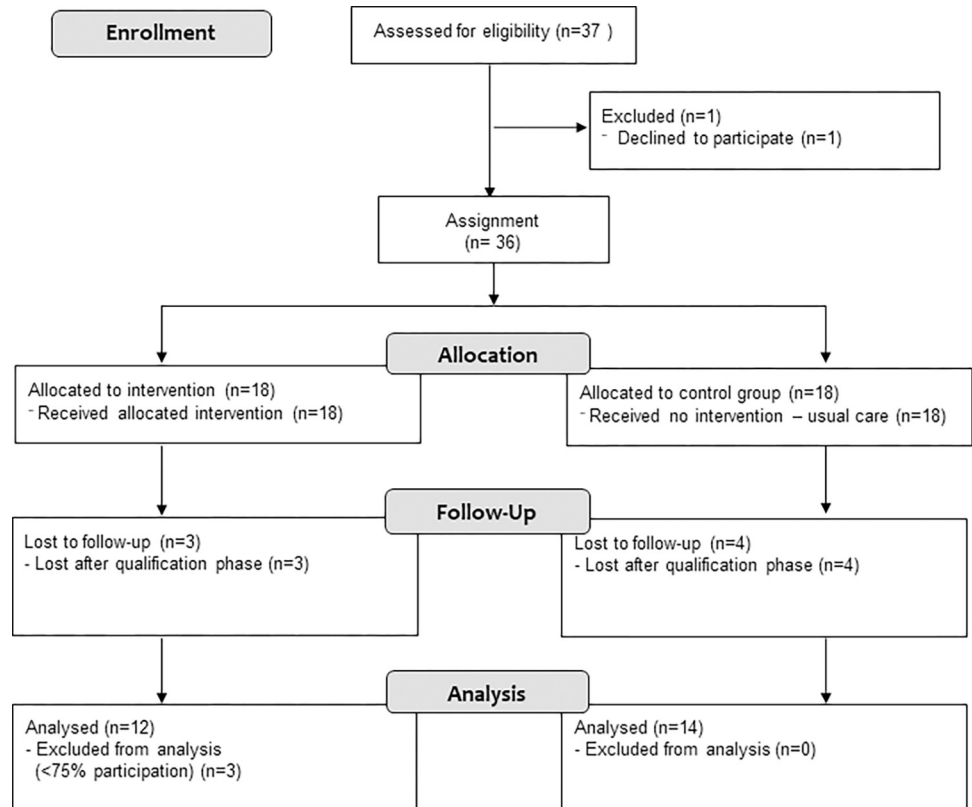 Enrollment
Assessed for eligibility (n=37 )
Excluded (n=1)
- Declined to participate (n=1)
Assignment
(n= 36)
Allocation
Allocated to intervention (n=18)
- Received allocated intervention (n=18)
Allocated to control group (n=18)
- Received no intervention – usual care (n=18)
Follow-Up
Lost to follow-up (n=3)
- Lost after qualification phase (n=3)
Lost to follow-up (n=4)
- Lost after qualification phase (n=4)
Analysis
Analysed (n=12)
- Excluded from analysis
(<75% participation) (n=3)
Analysed (n=14)
- Excluded from analysis (n=0)